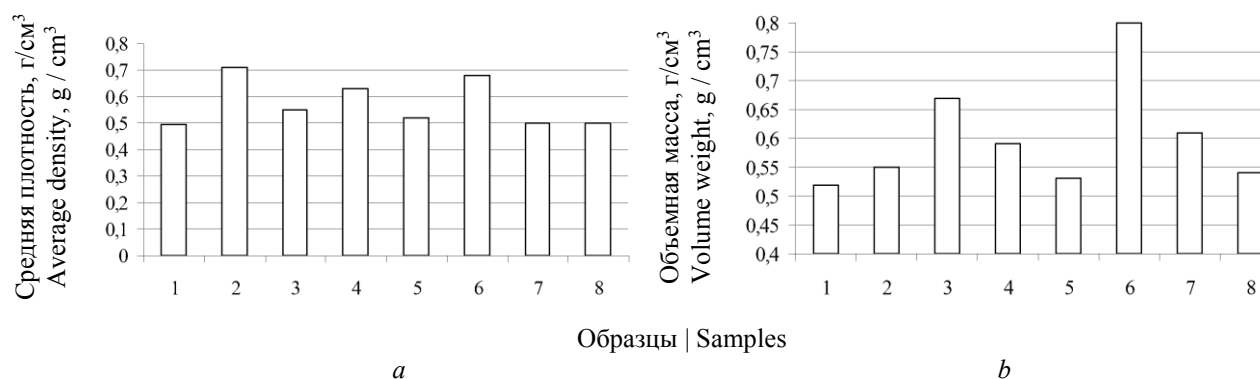 Средняя плотность, г/см³
Average density, g / cm³
0,8
0,7
0,6
0,5
0,4
0,3
0,2
0,1
0
1 2 3 4 5 6 7 8
Объемная масса, г/см³
Volume weight, g / cm³
0,8
0,75
0,7
0,65
0,6
0,55
0,5
0,45
0,4
1 2 3 4 5 6 7 8
Образцы | Samples
a
b